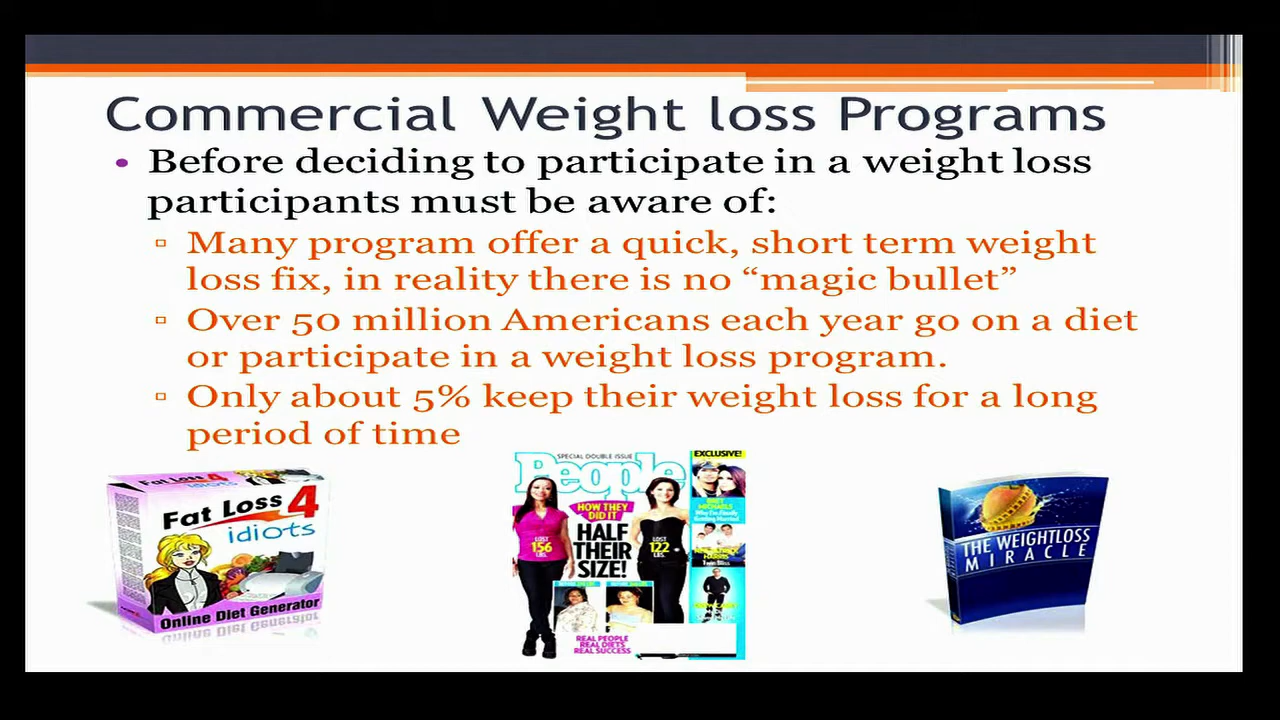 Commercial Weight loss Programs
• Before deciding to participate in a weight loss
participants must be aware of:
▫ Many program offer a quick, short term weight
loss fix, in reality there is no “magic bullet”
▫ Over 50 million Americans each year go on a diet
or participate in a weight loss program.
▫ Only about 5% keep their weight loss for a long
period of time
Fat Loss 4
idiots
Fat Loss 4
idiots
Online Diet Generator
SPECIAL DOUBLE ISSUE
People
HOW THEY
DID IT
HALF
THEIR
SIZE!
LOST
156
LBS.
LOST
122
LBS.
REAL PEOPLE
REAL DIETS
REAL SUCCESS
EXCLUSIVE!
THE WEIGHTLOSS
MIRACLE